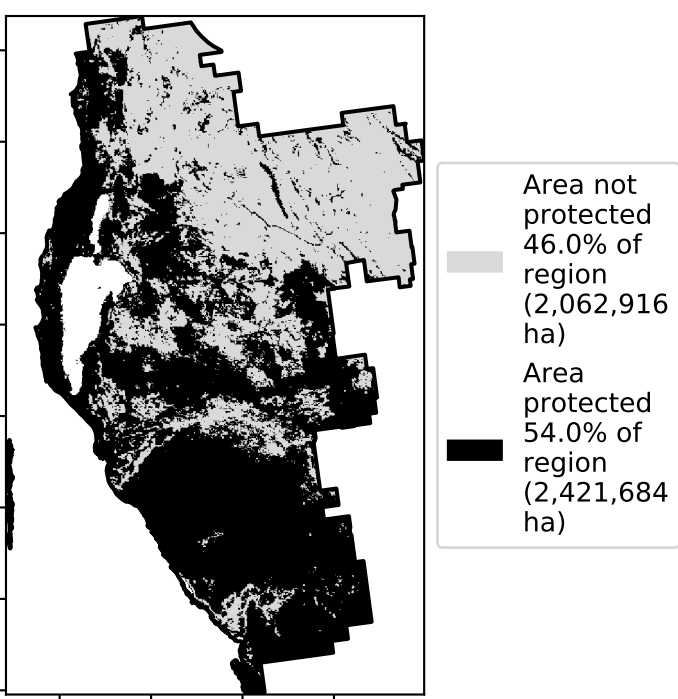 Area not
protected
46.0% of
region
(2,062,916
ha)
Area
protected
54.0% of
region
(2,421,684
ha)